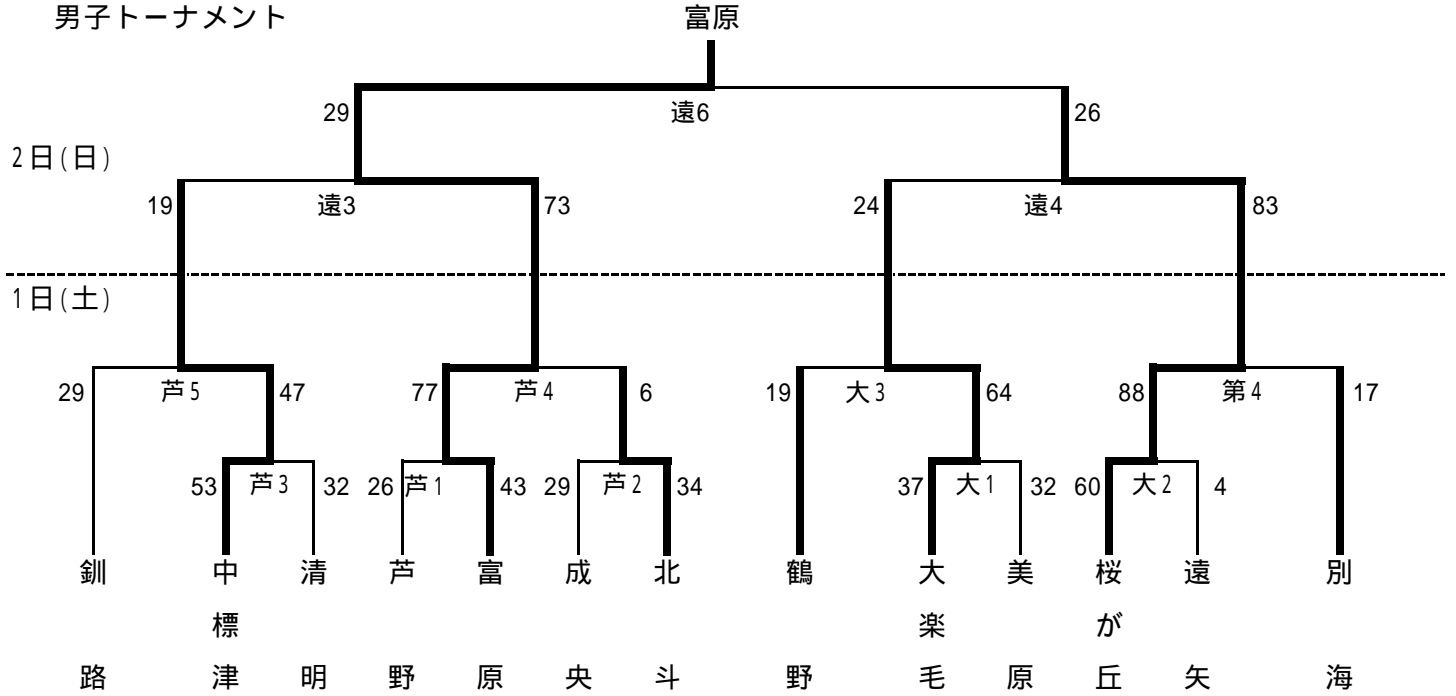 男子トーナメント
富原
29 遠6 26
2日(日)
19 遠3 73 24 遠4 83
1日(土)
29 芦5 47 77 芦4 6 19 大3 64 88 第4 17
53 芦3 32 26 芦1 43 29 芦2 34 37 大1 32 60 大2 4
釧路
中標津
清明
芦野
富原
成央
北斗
鶴野
大楽毛
美原
桜が丘
遠矢
別海